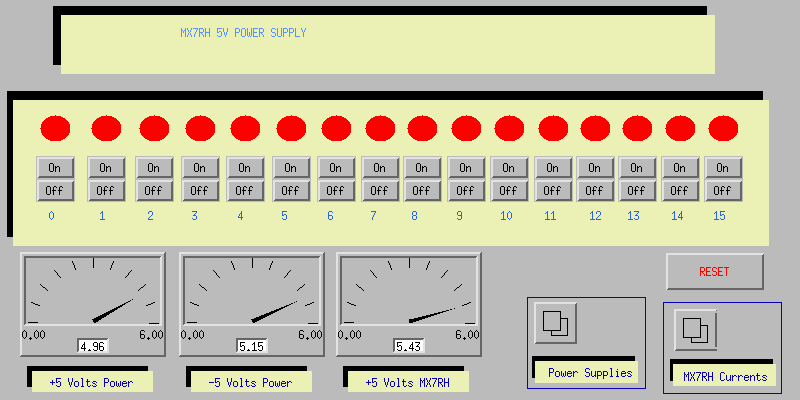 MX7RH 5V POWER SUPPLY
On On On On On On On On On On On On On On On On
Off Off Off Off Off Off Off Off Off Off Off Off Off Off Off Off
0 1 2 3 4 5 6 7 8 9 10 11 12 13 14 15
RESET
0.00 6.00 0.00 6.00 0.00 6.00
4.96 5.15 5.43
Power Supplies
MX7RH Currents
+5 Volts Power -5 Volts Power +5 Volts MX7RH